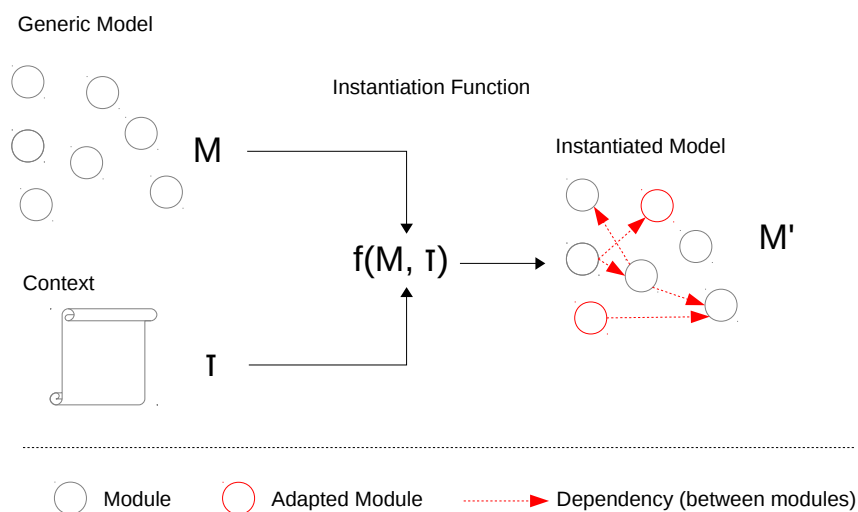 Generic Model
Instantiation Function
M
Instantiated Model
M'
f(M, ῑ)
Context
ῑ
Module
Adapted Module
Dependency (between modules)